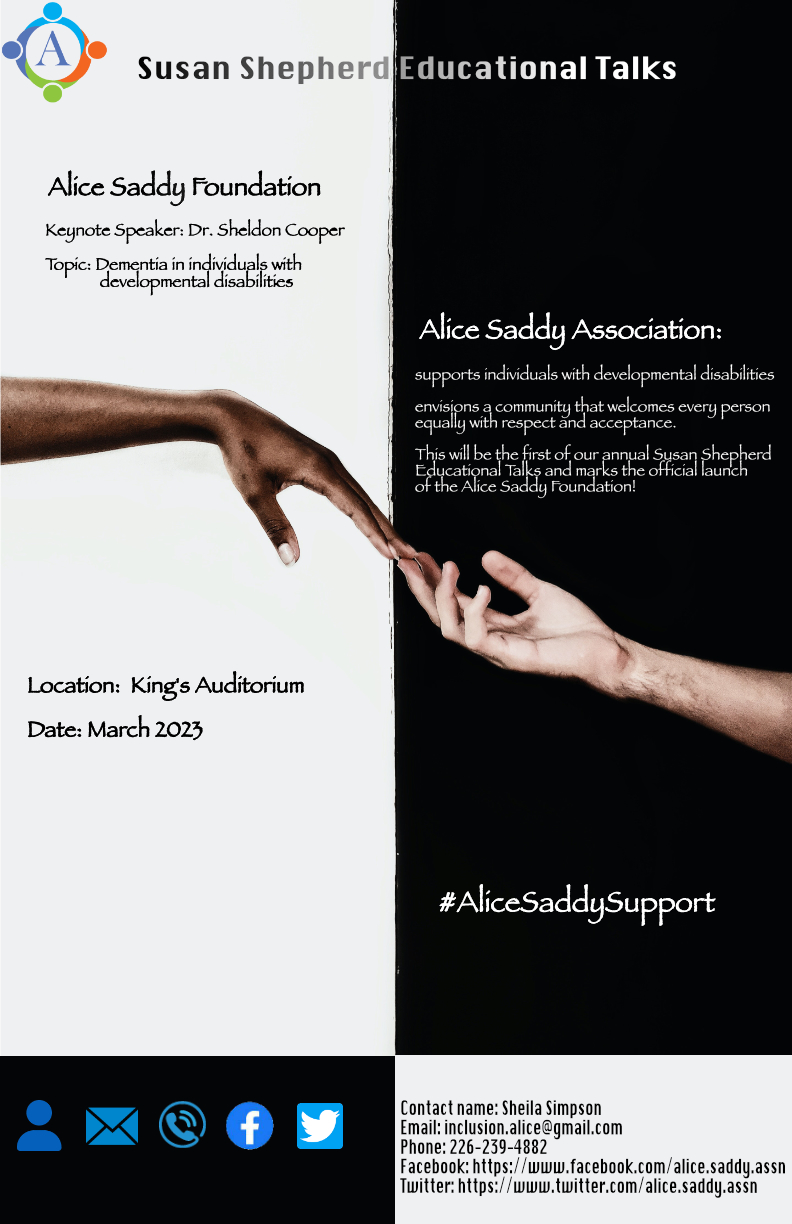 A
Susan Shepherd Educational Talks
Alice Saddy Foundation
Keynote Speaker: Dr. Sheldon Cooper
Topic: Dementia in individuals with
developmental disabilities
Alice Saddy Association:
supports individuals with developmental disabilities
envisions a community that welcomes every person
equally with respect and acceptance.
This will be the first of our annual Susan Shepherd
Educational Talks and marks the official launch
of the Alice Saddy Foundation!
Location: King's Auditorium
Date: March 2023
#AliceSaddySupport
Contact name: Sheila Simpson
Email: inclusion.alice@gmail.com
Phone: 226-239-4882
Facebook: https://www.facebook.com/alice.saddy.assn
Twitter: https://www.twitter.com/alice.saddy.assn